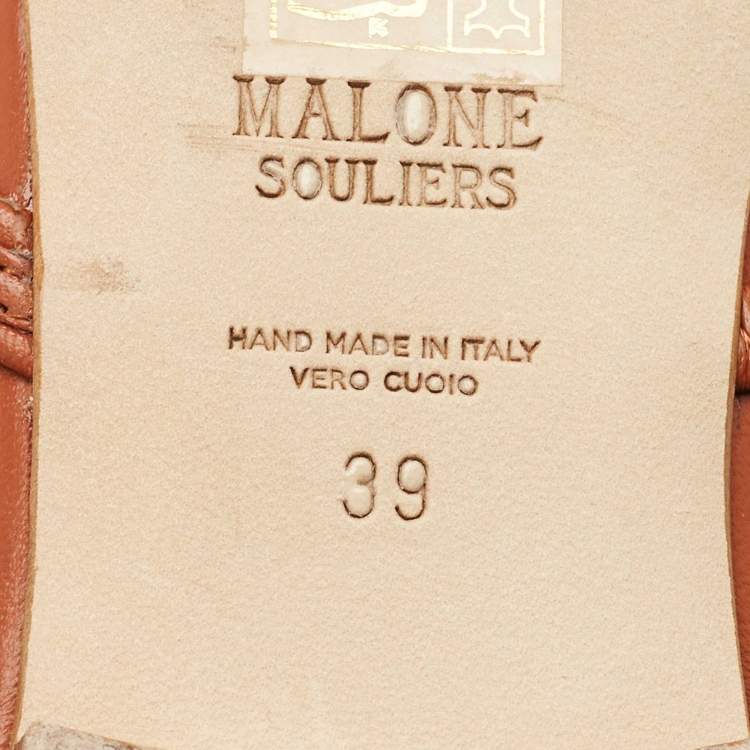 MALONE
SOULIERS
HAND MADE IN ITALY
VERO CUOIO
39